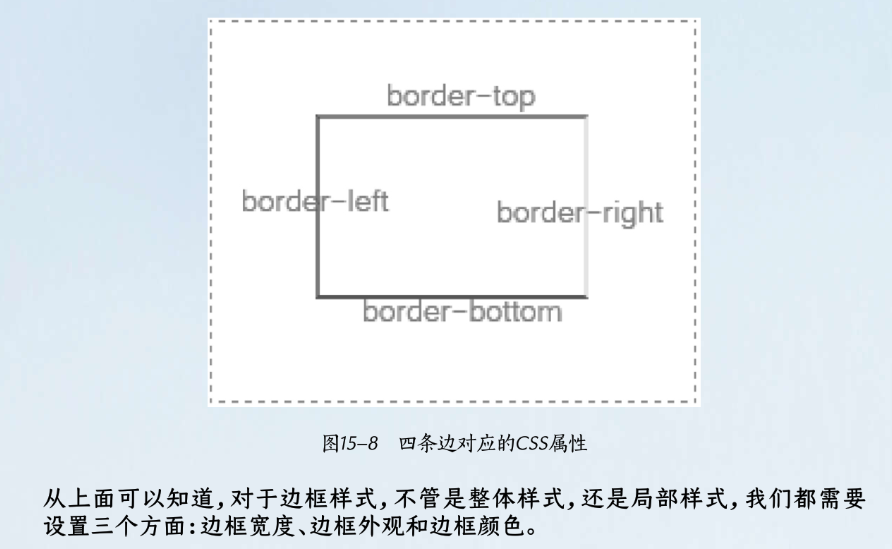 border-top
border-left
border-right
border-bottom
图15-8 四条边对应的CSS属性
从上面可以知道,对于边框样式,不管是整体样式,还是局部样式,我们都需要
设置三个方面:边框宽度、边框外观和边框颜色。